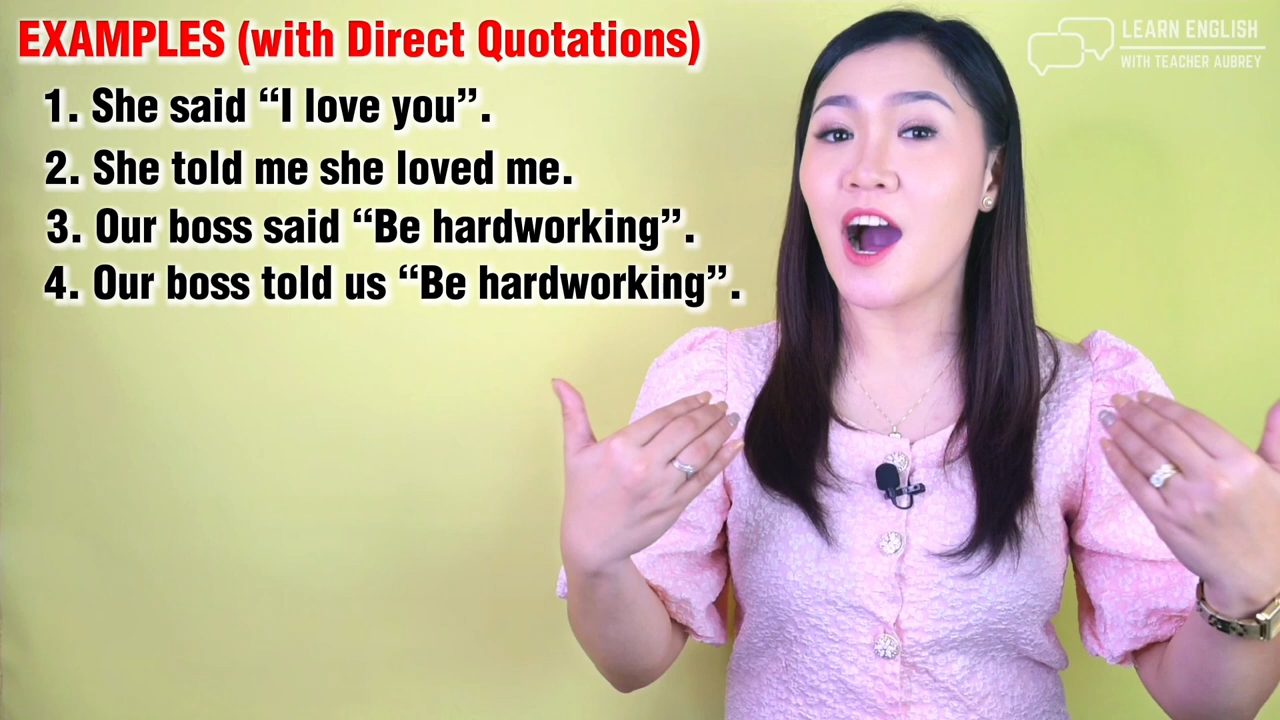 EXAMPLES (with Direct Quotations)
1. She said “I love you”.
2. She told me she loved me.
3. Our boss said “Be hardworking”.
4. Our boss told us “Be hardworking”.
LEARN ENGLISH
WITH TEACHER AUBREY